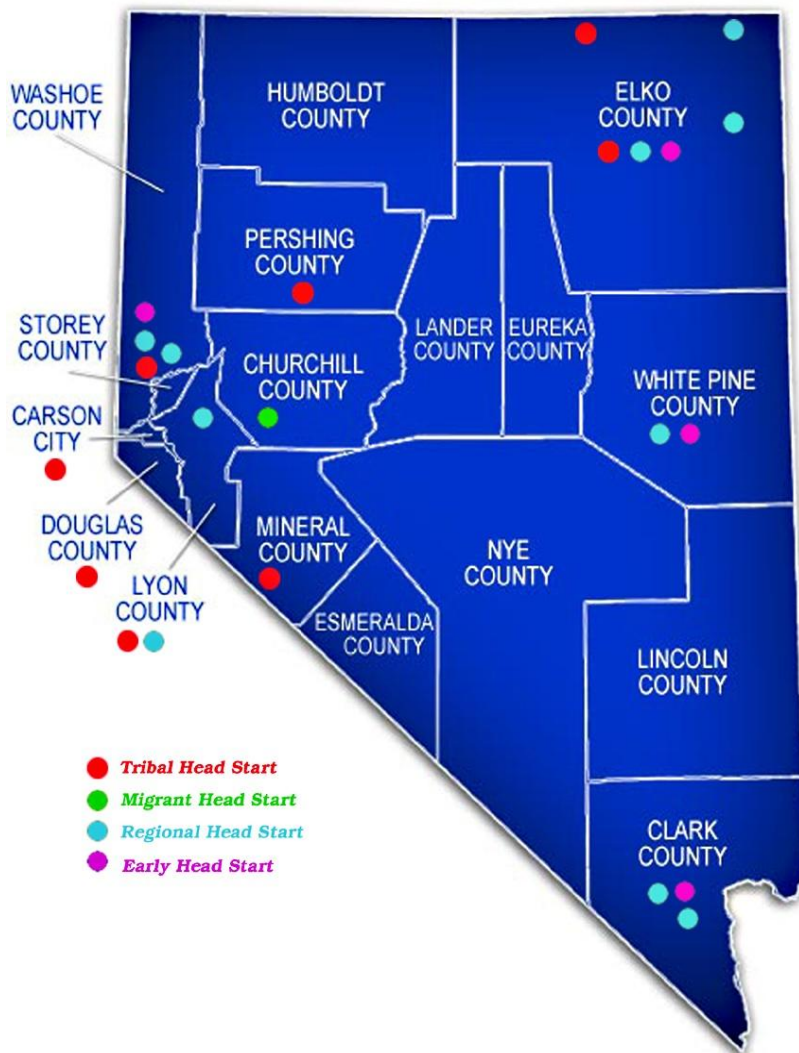 WASHOE
COUNTY
HUMBOLDT
COUNTY
ELKO
COUNTY
PERSHING
COUNTY
STOREY
COUNTY
CHURCHILL
COUNTY
LANDER
COUNTY
EUREKA
COUNTY
WHITE PINE
COUNTY
CARSON
CITY
DOUGLAS
COUNTY
LYON
COUNTY
MINERAL
COUNTY
NYE
COUNTY
ESMERALDA
COUNTY
LINCOLN
COUNTY
CLARK
COUNTY
Tribal Head Start
Migrant Head Start
Regional Head Start
Early Head Start